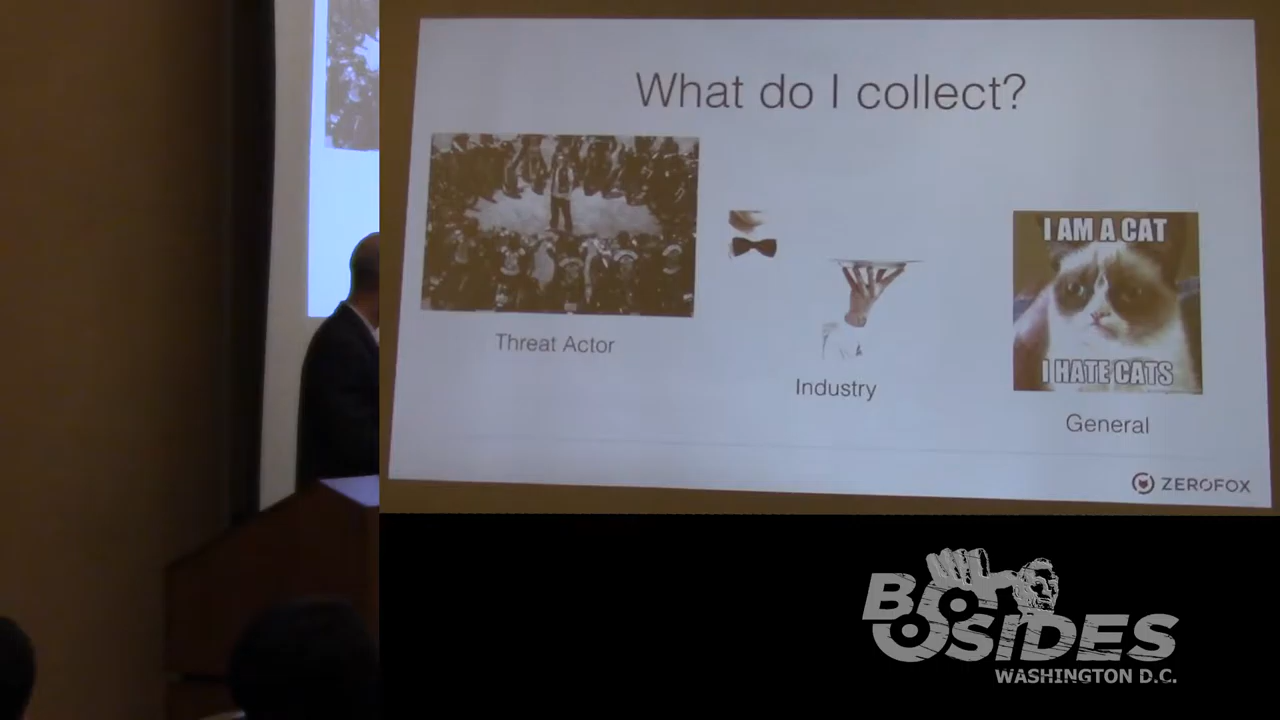 What do I collect?
Threat Actor
Industry
I AM A CAT
I HATE CATS
General
ZEROFOX
BSIDES
WASHINGTON D.C.